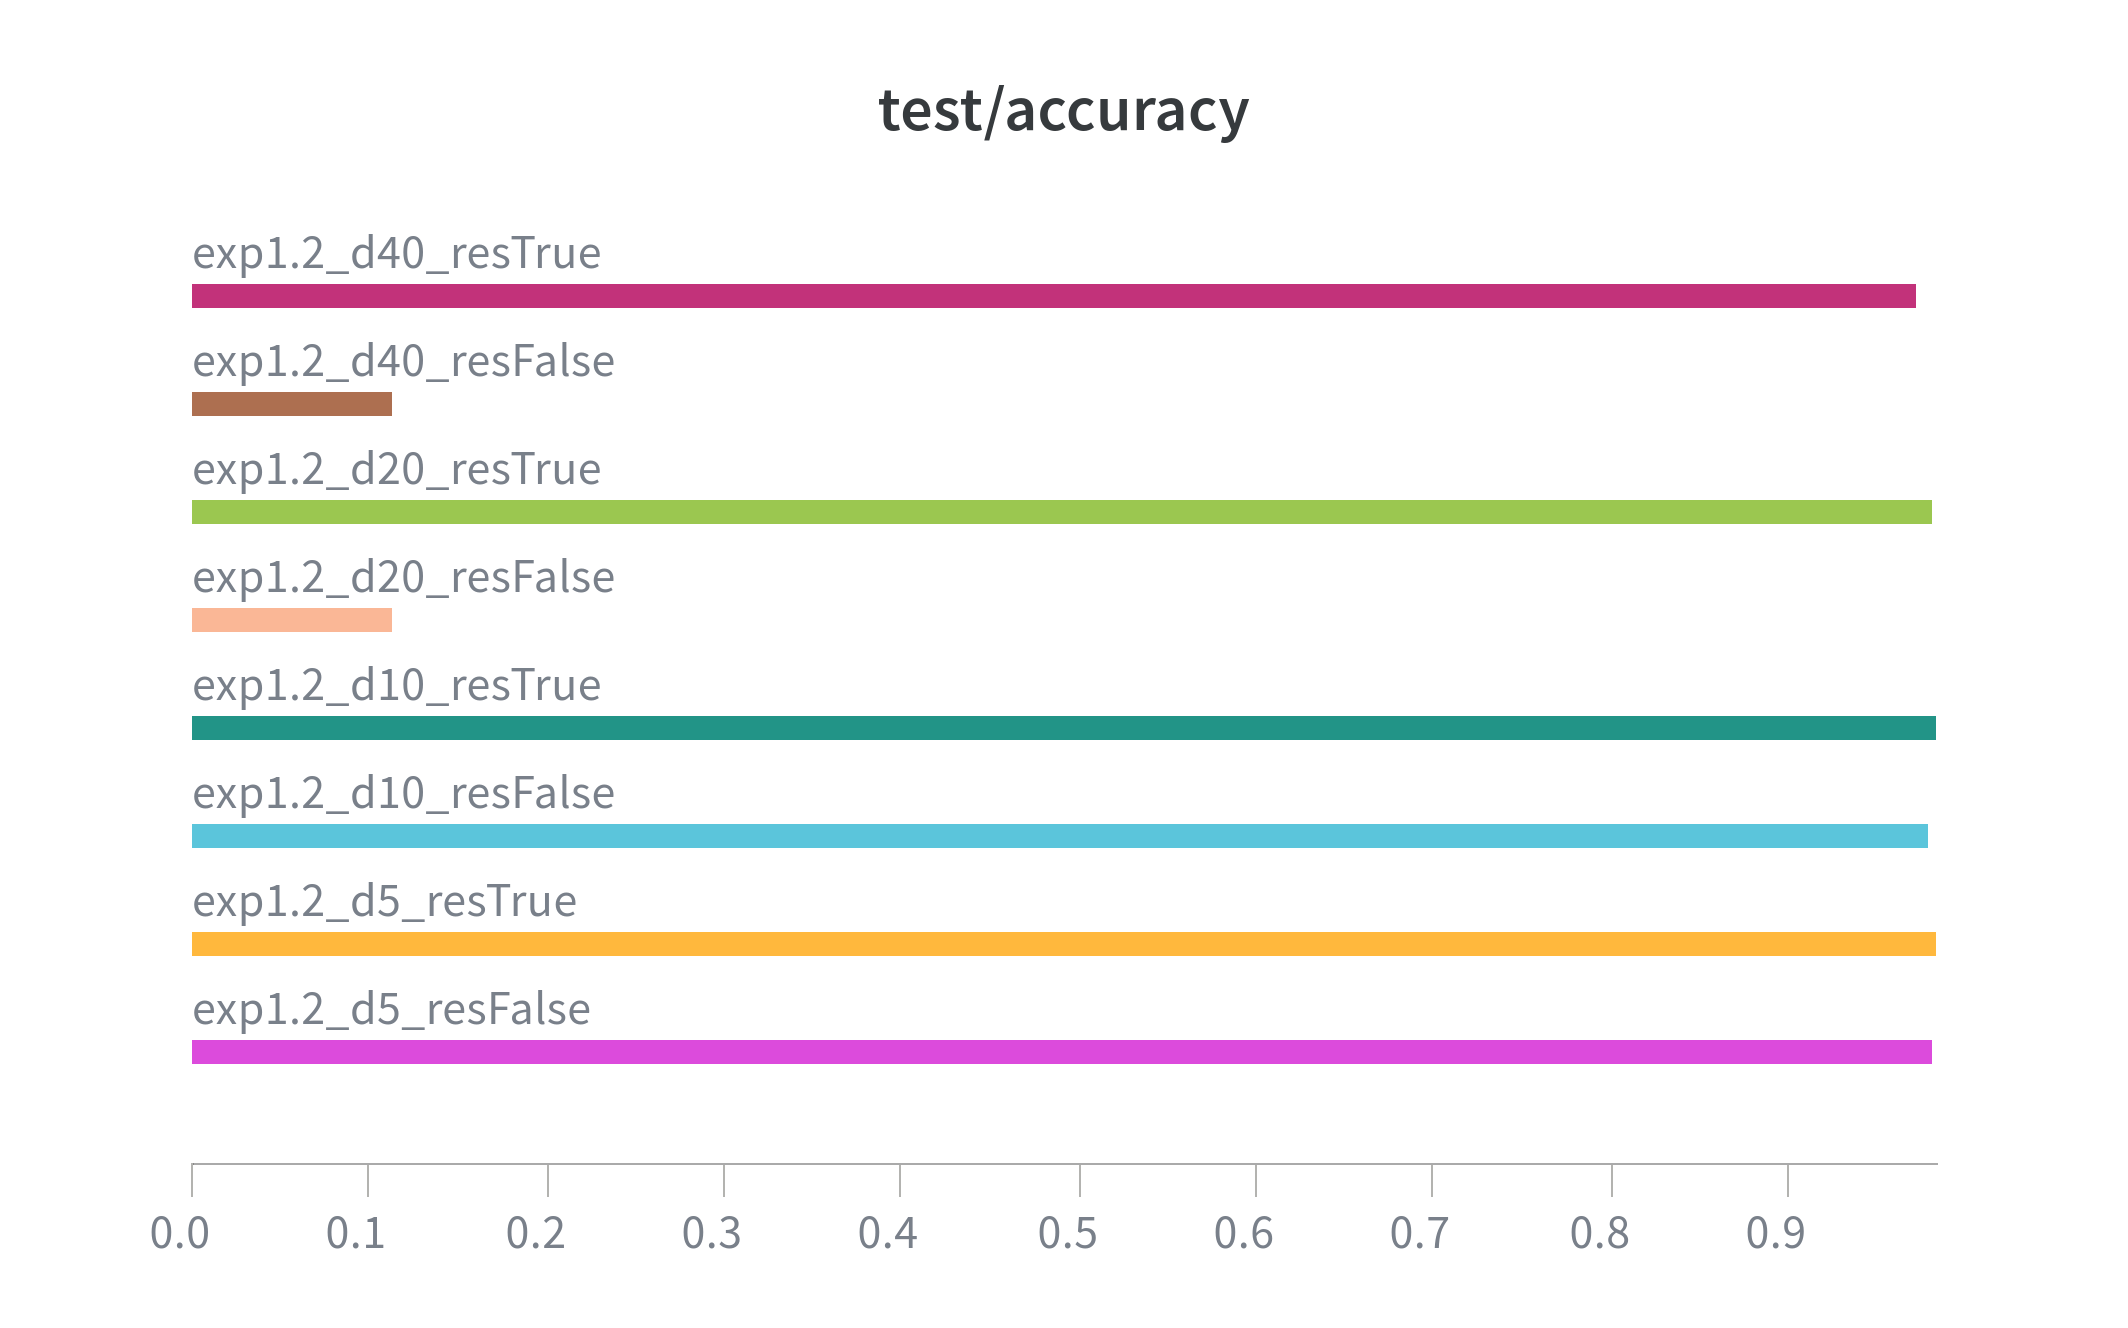 test/accuracy
exp1.2_d40_resTrue
exp1.2_d40_resFalse
exp1.2_d20_resTrue
exp1.2_d20_resFalse
exp1.2_d10_resTrue
exp1.2_d10_resFalse
exp1.2_d5_resTrue
exp1.2_d5_resFalse
0.0 0.1 0.2 0.3 0.4 0.5 0.6 0.7 0.8 0.9